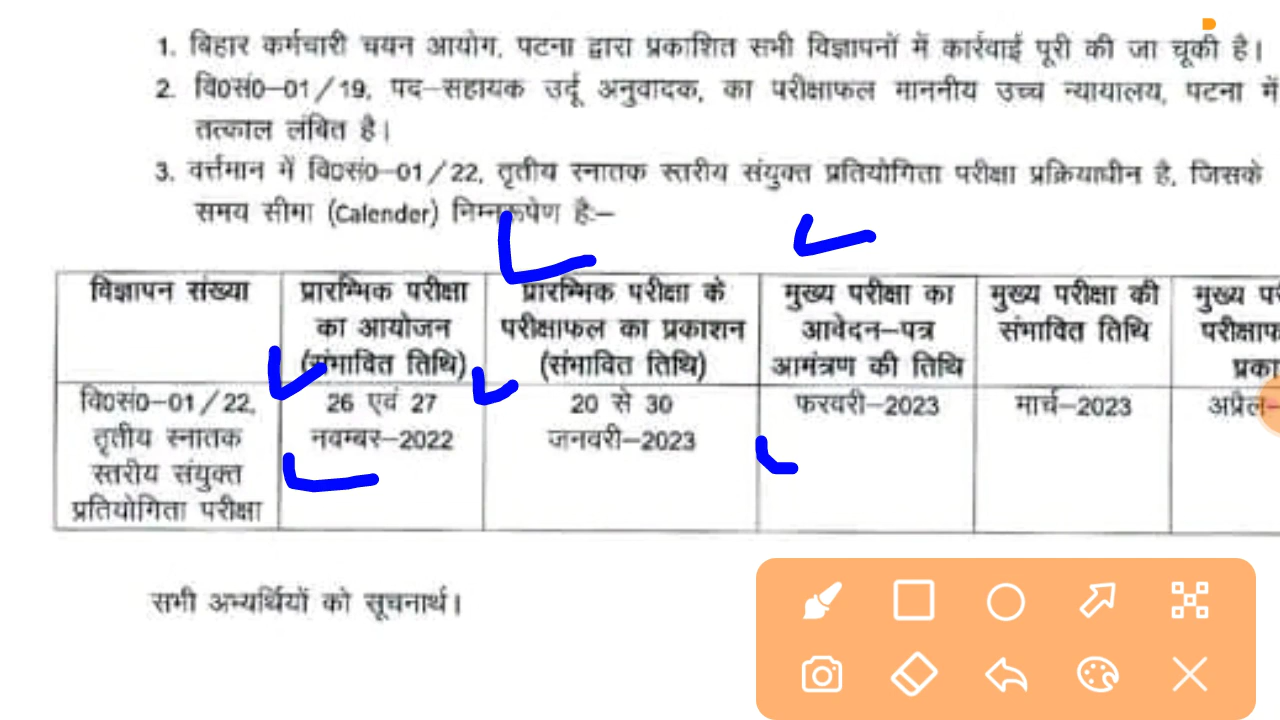 1. बिहार कर्मचारी चयन आयोग, पटना द्वारा प्रकाशित सभी विज्ञापनों में कार्रवाई पूरी की जा चूकी है।
2. वि0सं0–01/19, पद–सहायक उर्दू अनुवादक, का परीक्षाफल माननीय उच्च न्यायालय, पटना में
तत्काल लंबित है।
3. वर्त्तमान में वि0सं0–01/22, तृतीय स्नातक स्तरीय संयुक्त प्रतियोगिता परीक्षा प्रक्रियाधीन है, जिसके
समय सीमा (Calender) निम्नरूपेण है:–
विज्ञापन संख्या
प्रारम्भिक परीक्षा
का आयोजन
(संभावित तिथि)
प्रारम्भिक परीक्षा के
परीक्षाफल का प्रकाशन
(संभावित तिथि)
मुख्य परीक्षा का
आवेदन–पत्र
आमंत्रण की तिथि
मुख्य परीक्षा की
संभावित तिथि
मुख्य
वि0सं0–01/22,
तृतीय स्नातक
स्तरीय संयुक्त
प्रतियोगिता परीक्षा
26 एवं 27
नवम्बर–2022
20 से 30
जनवरी–2023
फरवरी–2023
मार्च–2023
अप्रैल–
सभी अभ्यर्थियों को सूचनार्थ।